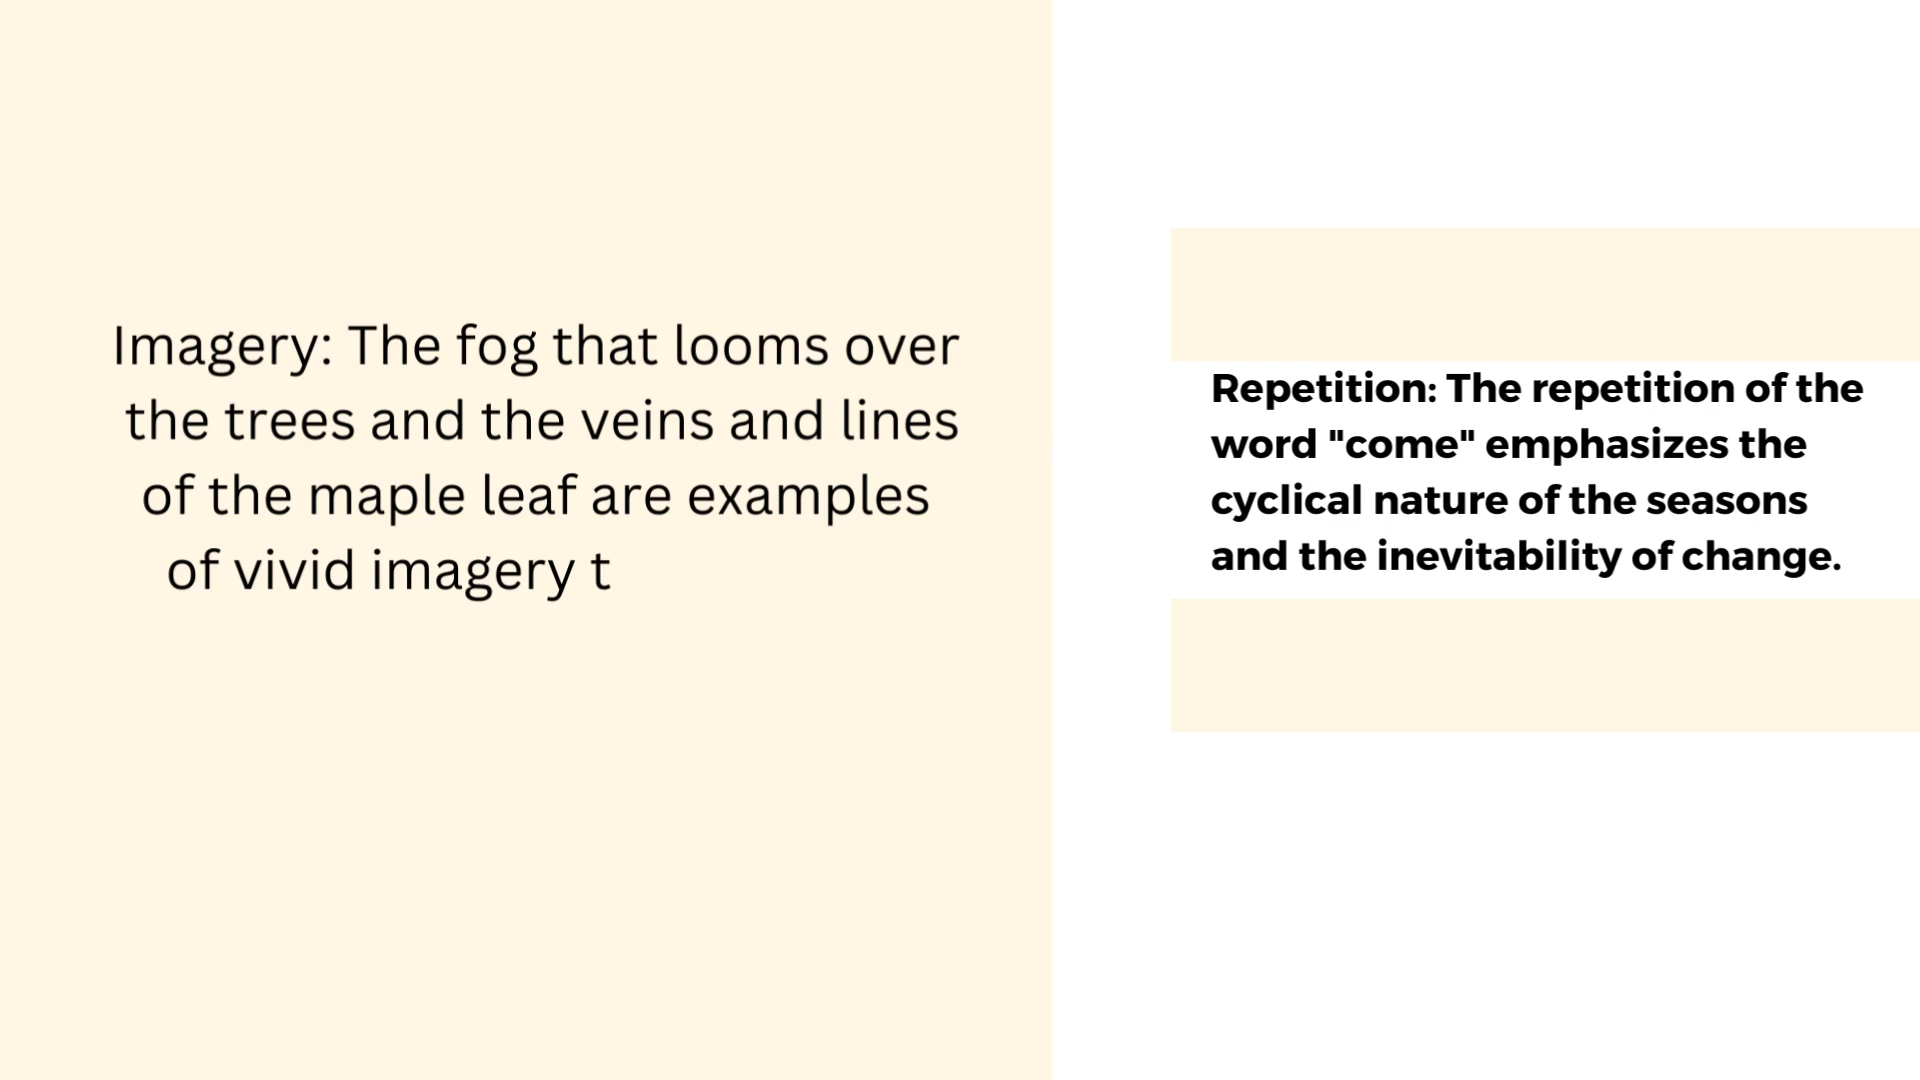 Imagery: The fog that looms over
the trees and the veins and lines
of the maple leaf are examples
of vivid imagery t
Repetition: The repetition of the
word "come" emphasizes the
cyclical nature of the seasons
and the inevitability of change.